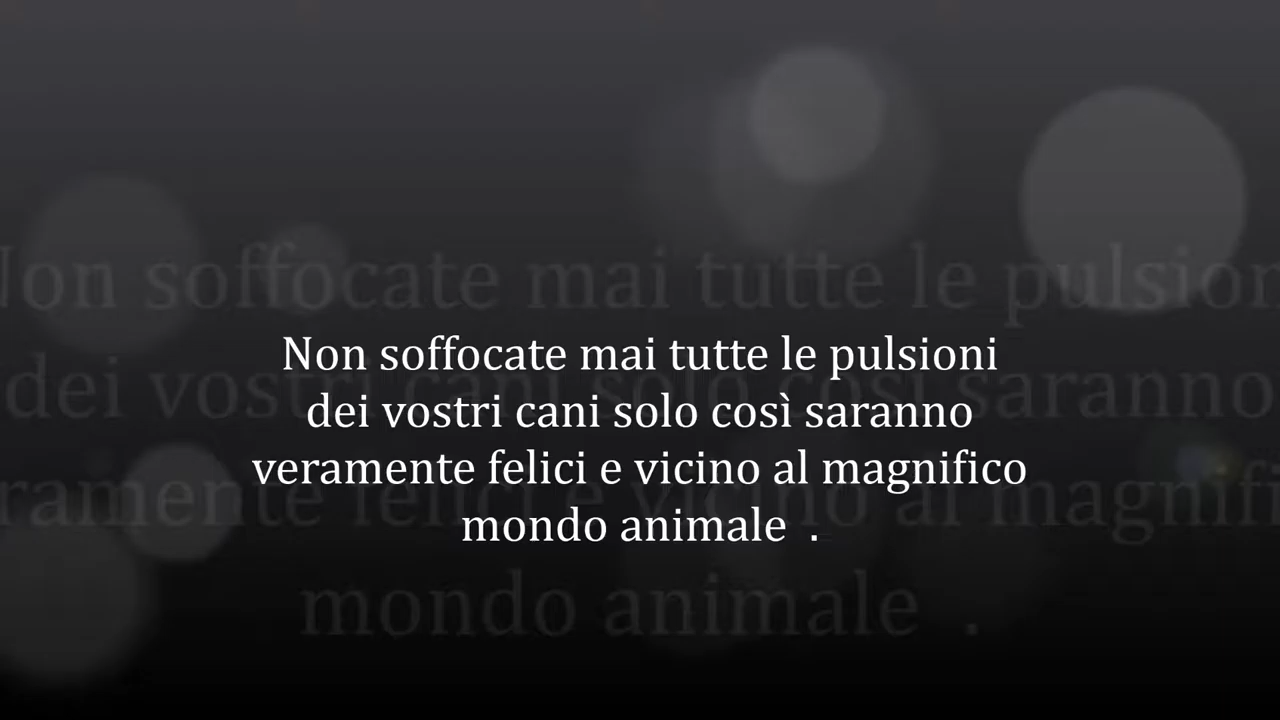 Non soffocate mai tutte le pulsioni
dei vostri cani solo così saranno
veramente felici e vicino al magnifico
mondo animale  .